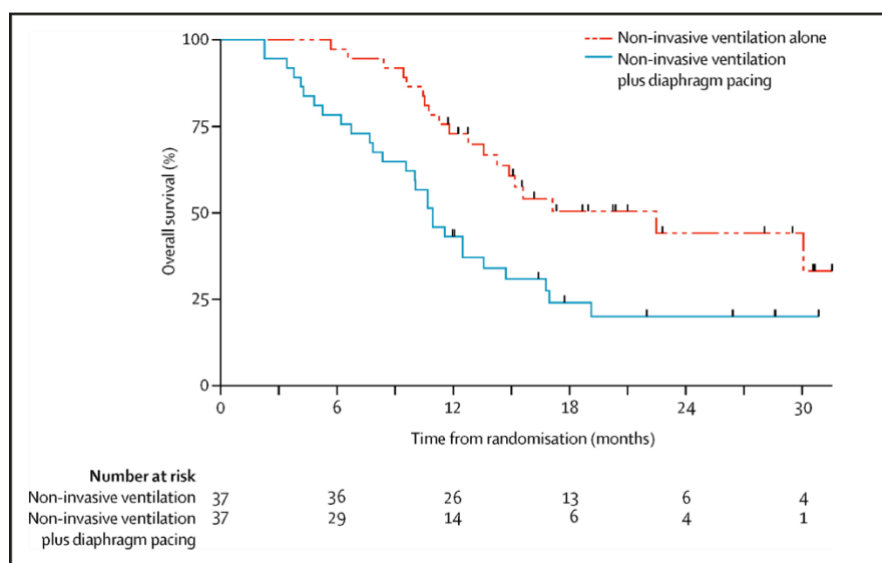 Non-invasive ventilation alone
Non-invasive ventilation
plus diaphragm pacing
100
75
50
25
0
Overall survival (%)
0 6 12 18 24 30
Time from randomisation (months)
Number at risk
Non-invasive ventilation 37 36 26 13 6 4
Non-invasive ventilation 37 29 14 6 4 1
plus diaphragm pacing